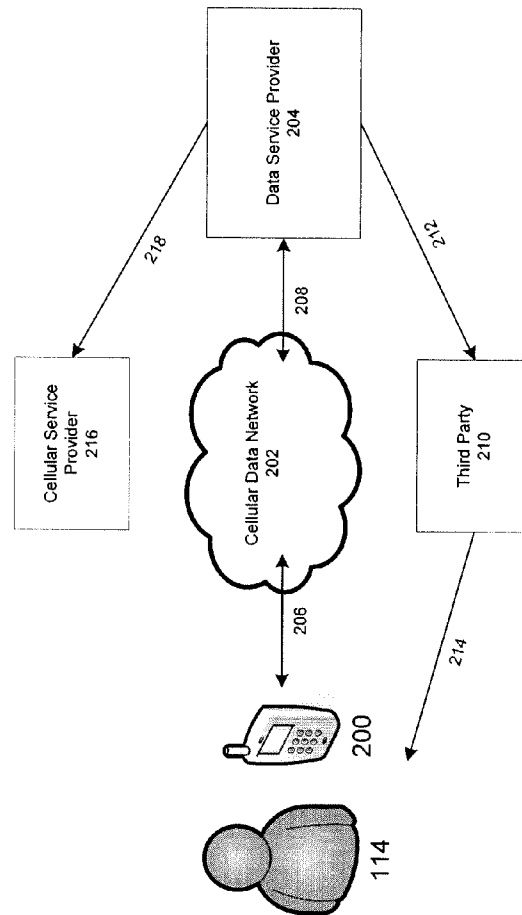 Cellular Service
Provider
216
218
Data Service Provider
204
Cellular Data Network
202
206
208
Third Party
210
212
214
200
114